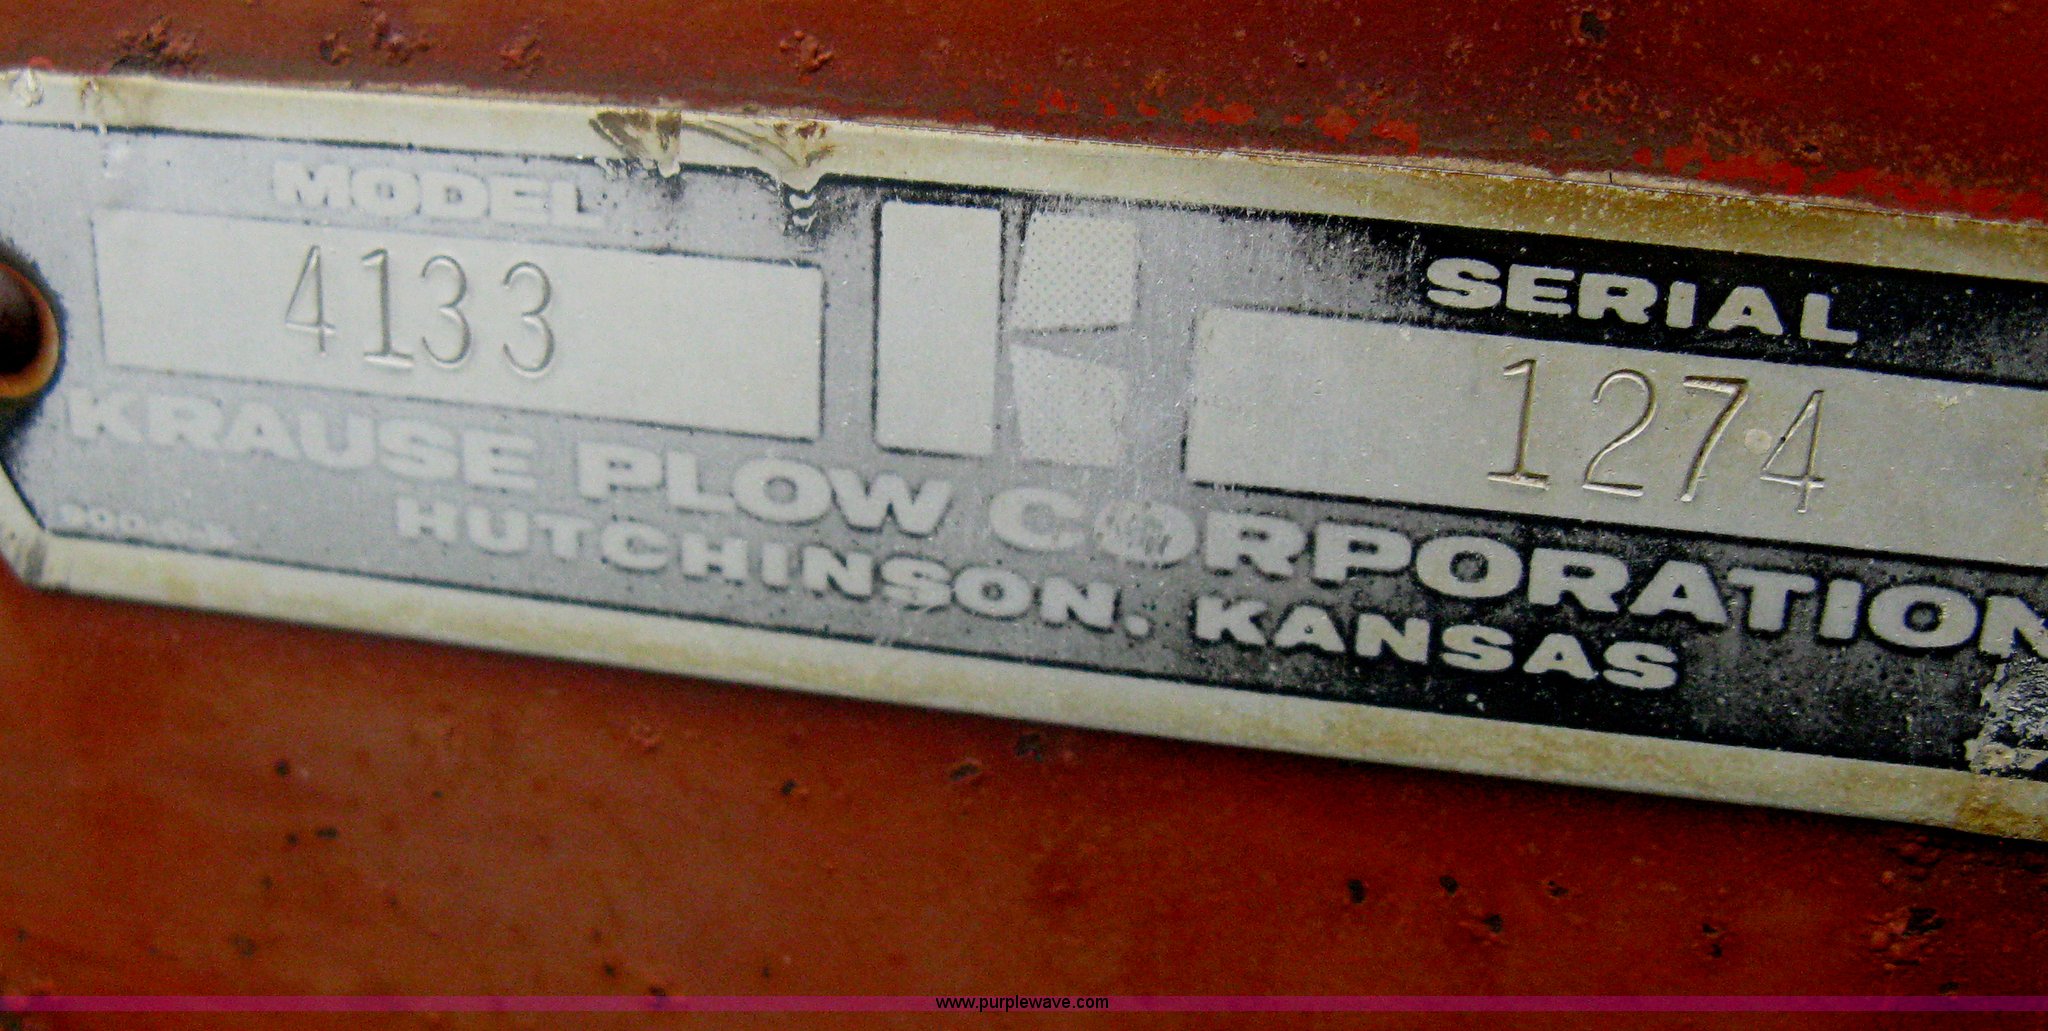 MODEL
4133
SERIAL
1274
KRAUSE PLOW CORPORATION
HUTCHINSON, KANSAS
www.purplewave.com